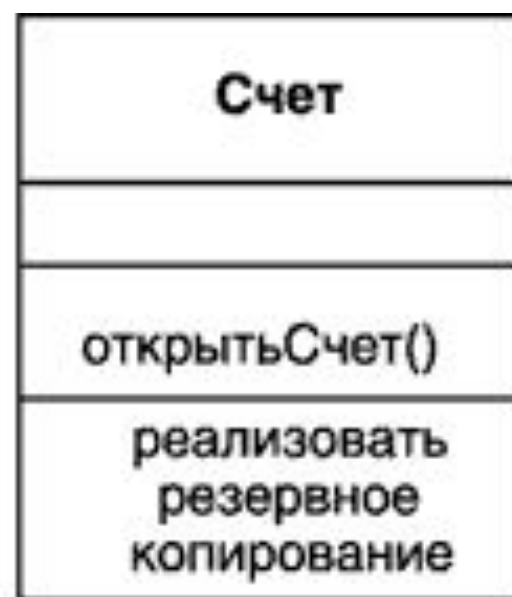 Счет
открытьСчет()
реализовать
резервное
копирование